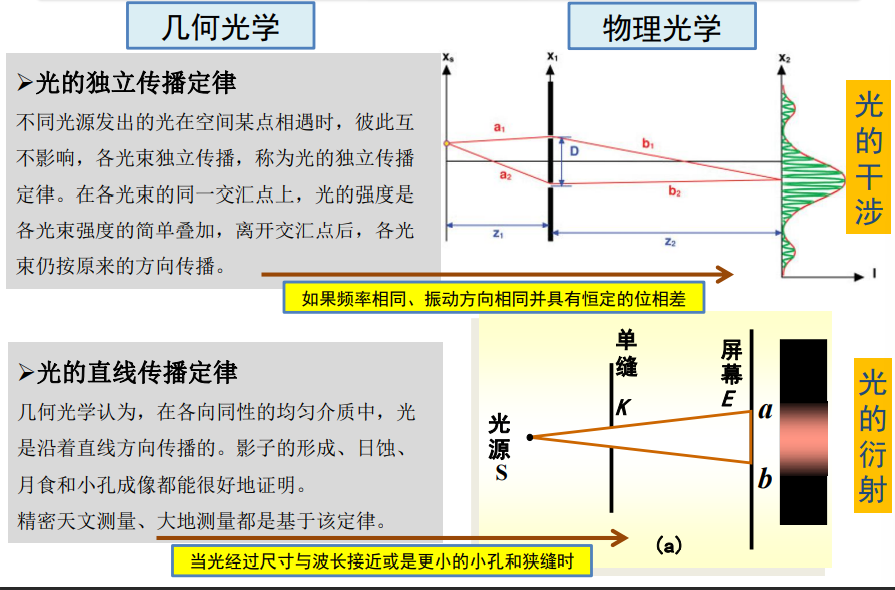 几何光学
物理光学
➢光的独立传播定律
不同光源发出的光在空间某点相遇时，彼此互
不影响，各光束独立传播，称为光的独立传播
定律。在各光束的同一交汇点上，光的强度是
各光束强度的简单叠加，离开交汇点后，各光
束仍按原来的方向传播。
xs
x1
x2
a1
a2
D
b1
b2
z1
z2
I
光的干涉
如果频率相同、振动方向相同并具有恒定的位相差
➢光的直线传播定律
几何光学认为，在各向同性的均匀介质中，光
是沿着直线方向传播的。影子的形成、日蚀、
月食和小孔成像都能很好地证明。
精密天文测量、大地测量都是基于该定律。
光源
S
单缝
K
屏幕
E
a
b
(a)
光的衍射
当光经过尺寸与波长接近或是更小的小孔和狭缝时